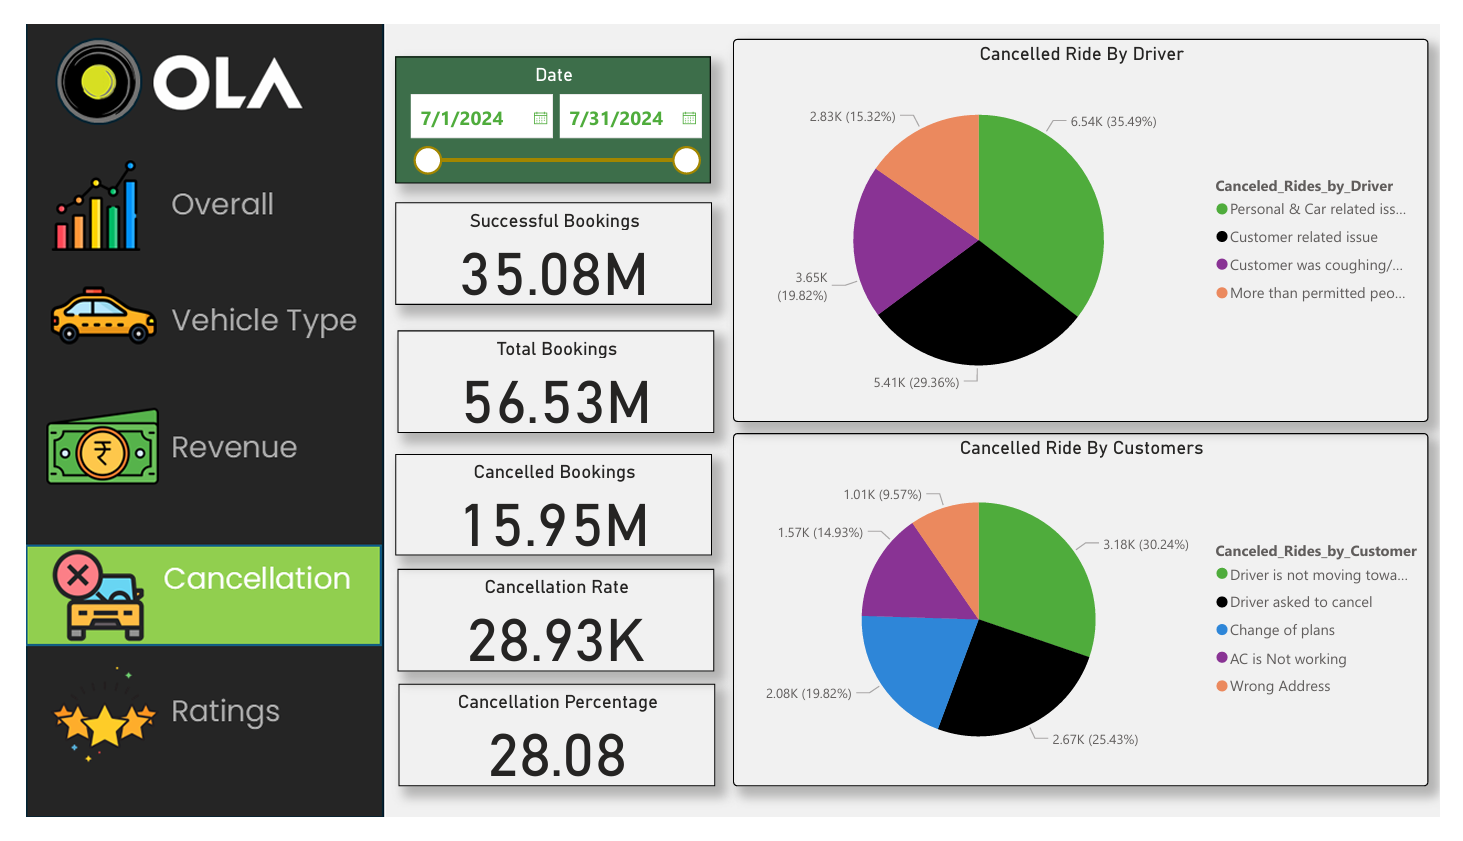 OLA
Overall
Vehicle Type
Revenue
Cancellation
Ratings
Date
7/1/2024
7/31/2024
Successful Bookings
35.08M
Total Bookings
56.53M
Cancelled Bookings
15.95M
Cancellation Rate
28.93K
Cancellation Percentage
28.08
Cancelled Ride By Driver
2.83K (15.32%)
6.54K (35.49%)
3.65K
(19.82%)
5.41K (29.36%)
Canceled_Rides_by_Driver
Personal & Car related iss...
Customer related issue
Customer was coughing/...
More than permitted peo...
Cancelled Ride By Customers
1.01K (9.57%)
1.57K (14.93%)
3.18K (30.24%)
2.08K (19.82%)
2.67K (25.43%)
Canceled_Rides_by_Customer
Driver is not moving towa...
Driver asked to cancel
Change of plans
AC is Not working
Wrong Address